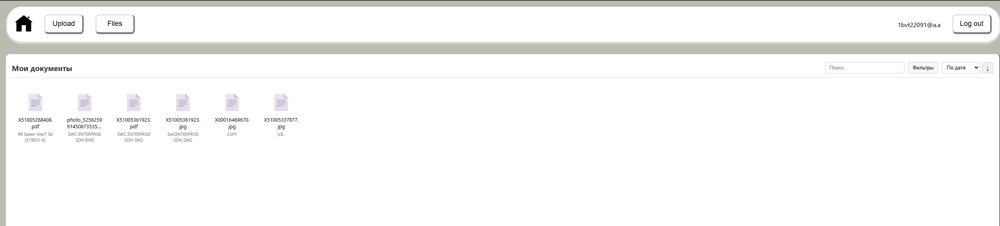 Upload
Files
1bvt22091@a.a
Log out
Мои документы
Поиск...
Фильтры
По дате
↓
X51005268408.
pdf
99 Speen MarT Sb
(519537-K)
photo_5256259
91450873535...
SWC ENTERPRISE
SDN BHD
X51005361923.
pdf
SWC ENTERPRISE
SDN DAD
X51005361923.
jpg
SwCENTERPRISE
SDN DAD
X00016469670.
jpg
CoPY
X51005337877.
jpg
)c$ .